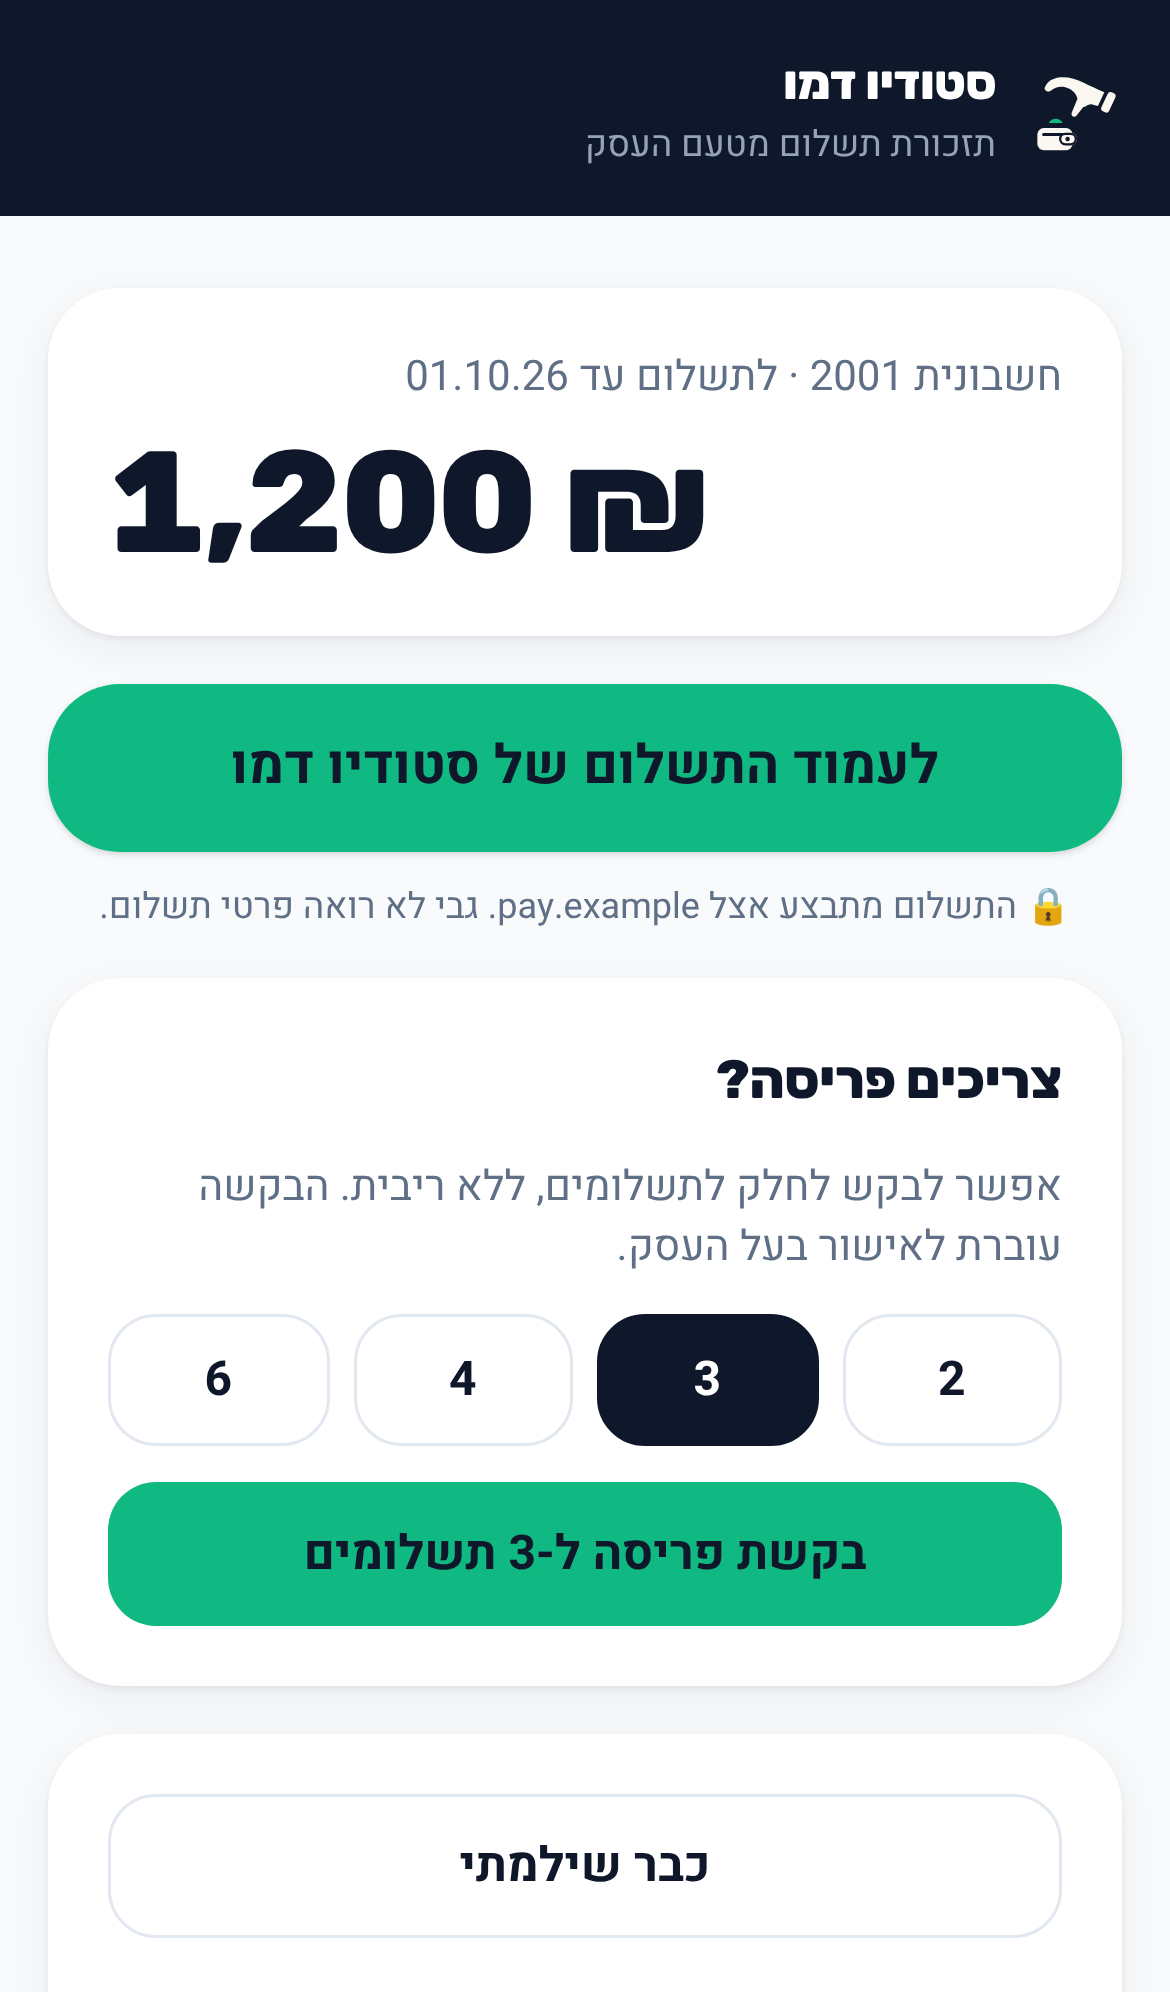 סטודיו דמו
תזכורת תשלום מטעם העסק
חשבונית 2001 · לתשלום עד 01.10.26
1,200 ₪
לעמוד התשלום של סטודיו דמו
🔒 התשלום מתבצע אצל pay.example. גבי לא רואה פרטי תשלום.
צריכים פריסה?
אפשר לבקש לחלק לתשלומים, ללא ריבית. הבקשה
עוברת לאישור בעל העסק.
2 3 4 6
בקשת פריסה ל-3 תשלומים
כבר שילמתי